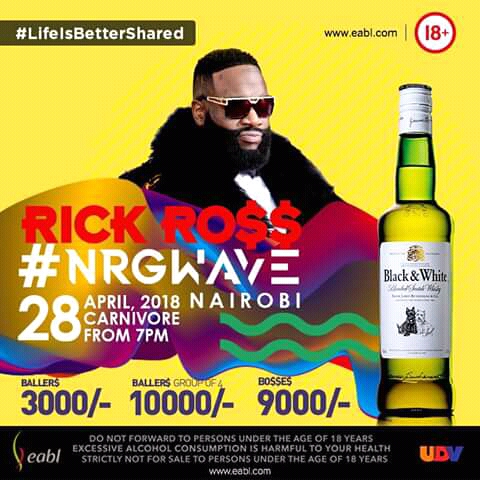 #LifeIsBetterShared
www.eabl.com
18+
RICK RO$$
#NRGWAVE
28 APRIL, 2018 NAIROBI
CARNIVORE
FROM 7PM
Black&White
Blended Scotch Whisky
BALLER$
3000/-
BALLER$ GROUP OF 4
10000/-
BO$$E$
9000/-
eabl
DO NOT FORWARD TO PERSONS UNDER THE AGE OF 18 YEARS
EXCESSIVE ALCOHOL CONSUMPTION IS HARMFUL TO YOUR HEALTH
STRICTLY NOT FOR SALE TO PERSONS UNDER THE AGE OF 18 YEARS
www.eabl.com
UDV